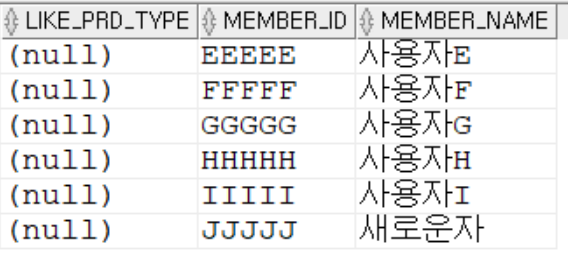 LIKE_PRD_TYPE MEMBER_ID MEMBER_NAME
(null) EEEEE 사용자E
(null) FFFFF 사용자F
(null) GGGGG 사용자G
(null) HHHHH 사용자H
(null) IIIII 사용자I
(null) JJJJJ 새로운자